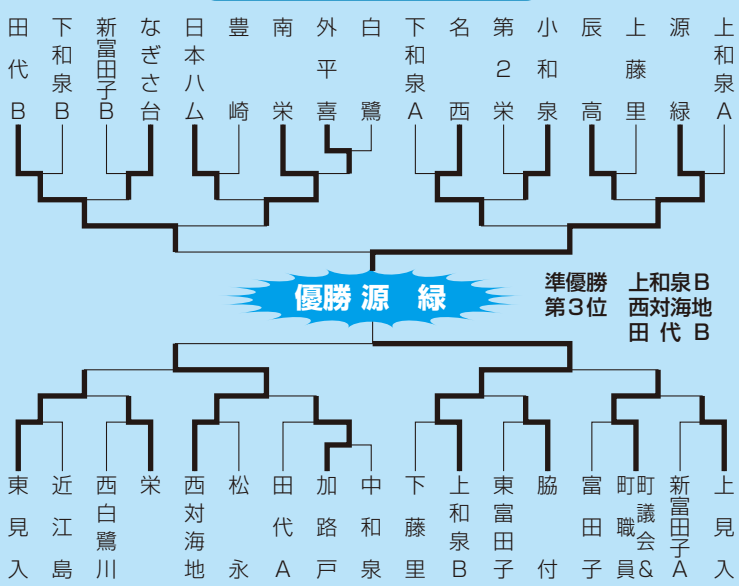 田代B
下和泉B
新富田子B
なぎさ台
日本ハム
豊崎
南栄
外平喜
白鷺
下和泉A
名西
第2栄
小和泉
辰高
上藤里
源緑
上和泉A
優勝 源 緑
準優勝 上和泉B
第3位 西対海地
田代B
東見入
近江島
西白鷺川
栄
西対海地
松永
田代A
加路戸
中和泉
下藤里
上和泉B
東富田子
脇付
富田子
町議会&
町職員
新富田子A
上見入